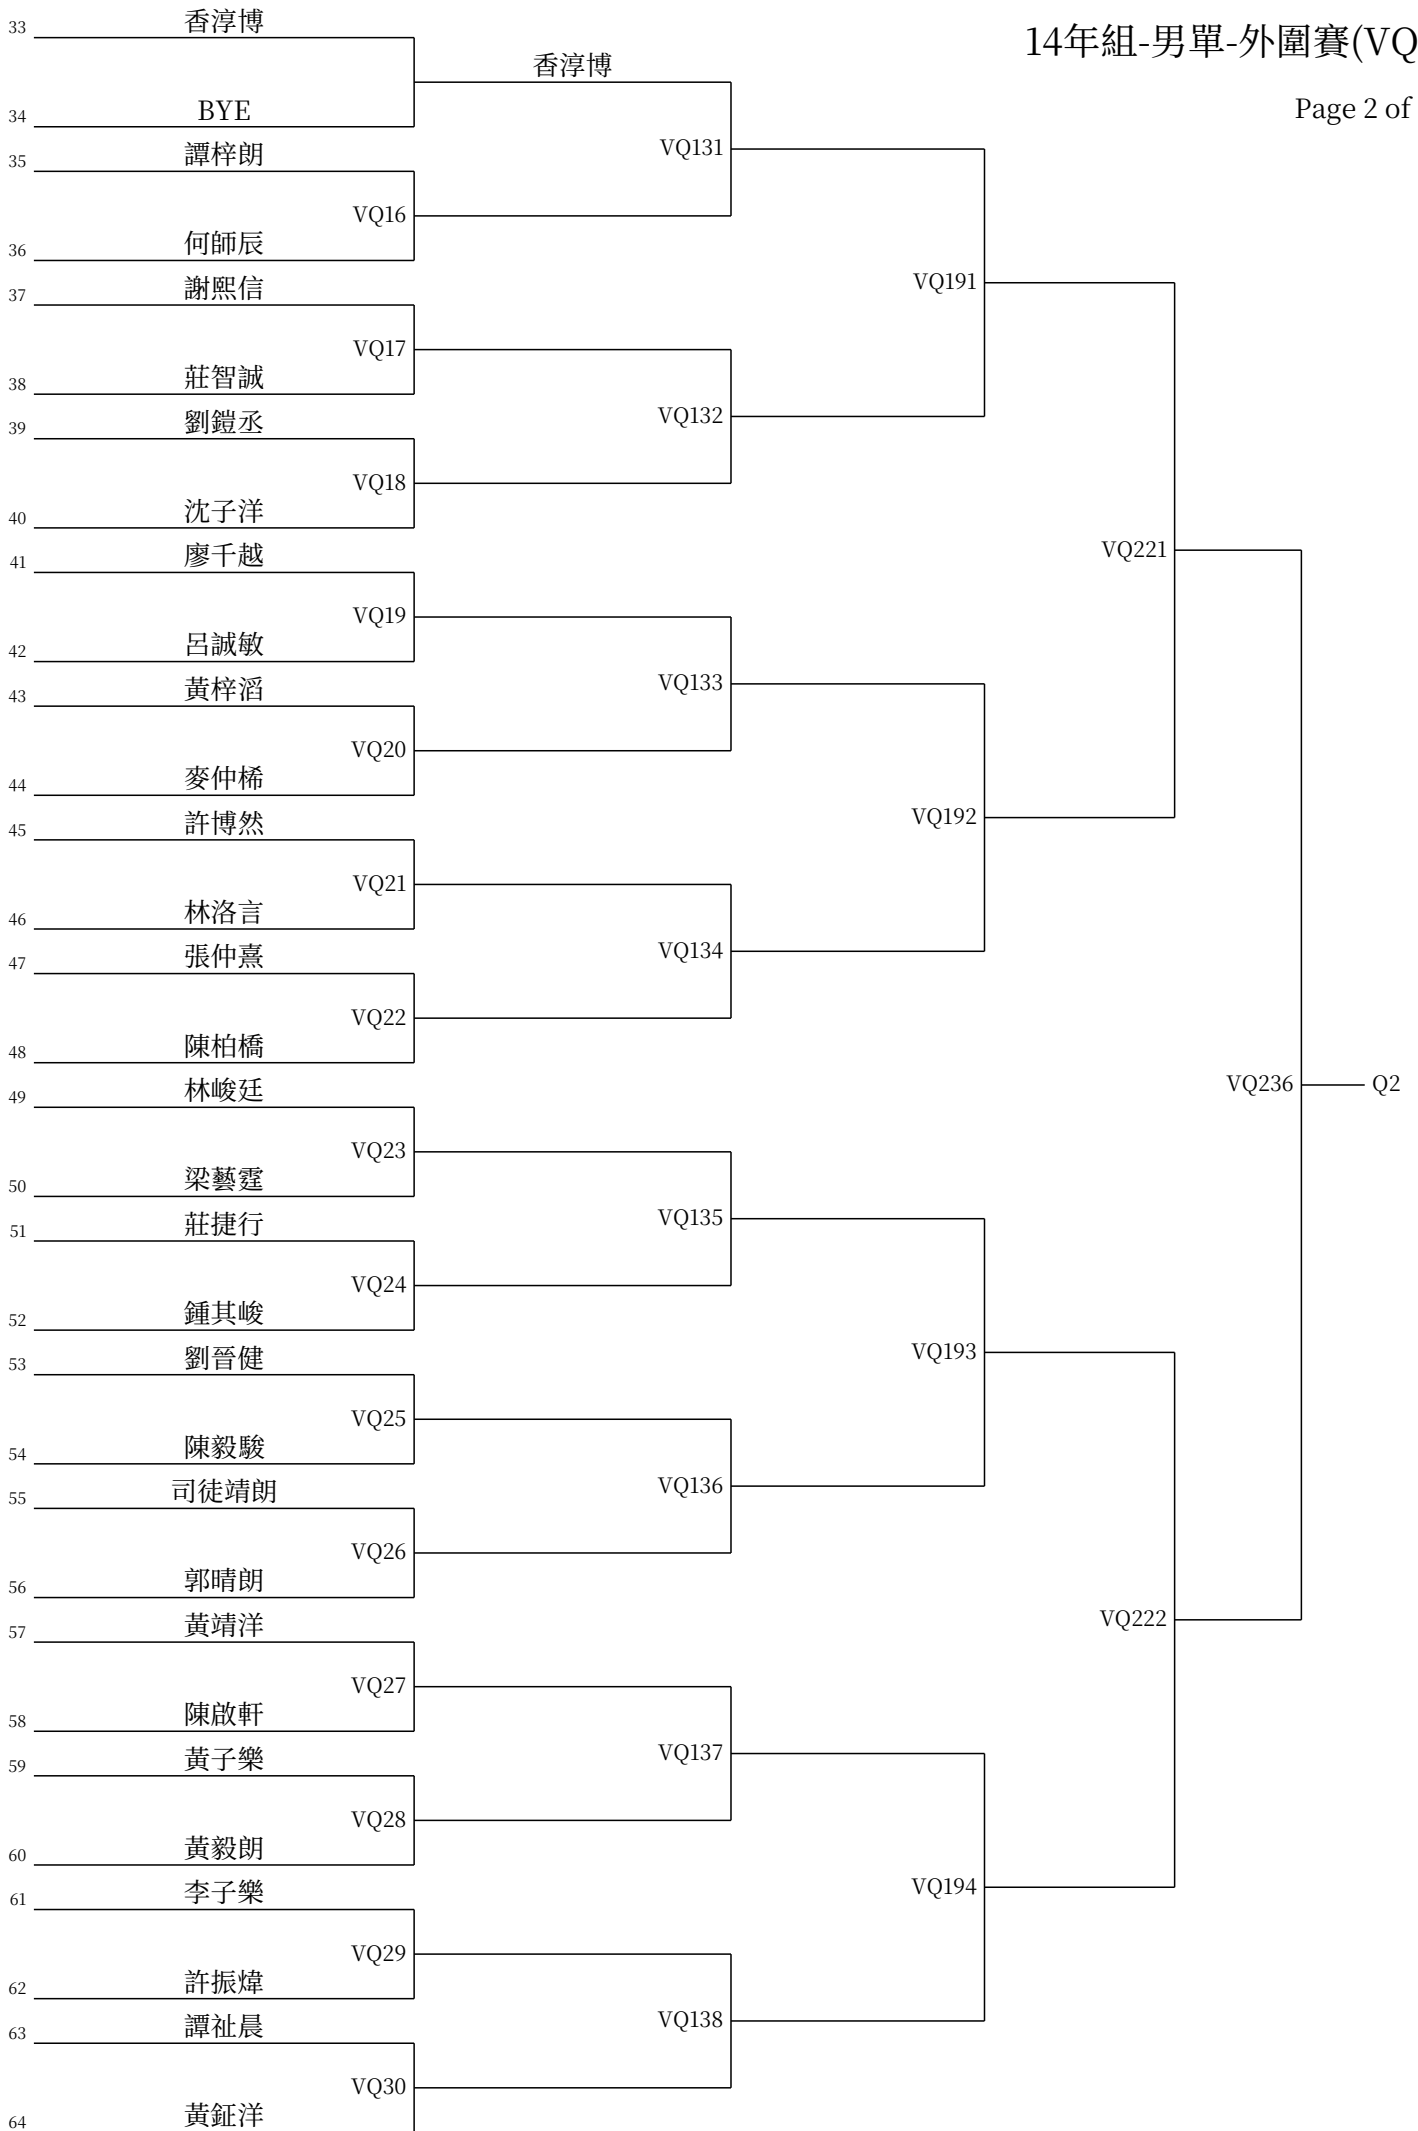 14年組-男單-外圍賽(VQ
Page 2 of
33 香淳博
香淳博
34 BYE
VQ131
35 譚梓朗
VQ16
36 何師辰
VQ191
37 謝熙信
VQ17
38 莊智誠
VQ132
39 劉鎧丞
VQ18
40 沈子洋
VQ221
41 廖千越
VQ19
42 呂誠敏
VQ133
43 黃梓滔
VQ20
44 麥仲桸
VQ192
45 許博然
VQ21
46 林洛言
VQ134
47 張仲熹
VQ22
48 陳柏橋
VQ236 Q2
49 林峻廷
VQ23
50 梁藝霆
VQ135
51 莊捷行
VQ24
52 鍾其峻
VQ193
53 劉晉健
VQ25
54 陳毅駿
VQ136
55 司徒靖朗
VQ26
56 郭晴朗
VQ222
57 黃靖洋
VQ27
58 陳啟軒
VQ137
59 黃子樂
VQ28
60 黃毅朗
VQ194
61 李子樂
VQ29
62 許振煒
VQ138
63 譚祉晨
VQ30
64 黃鉦洋